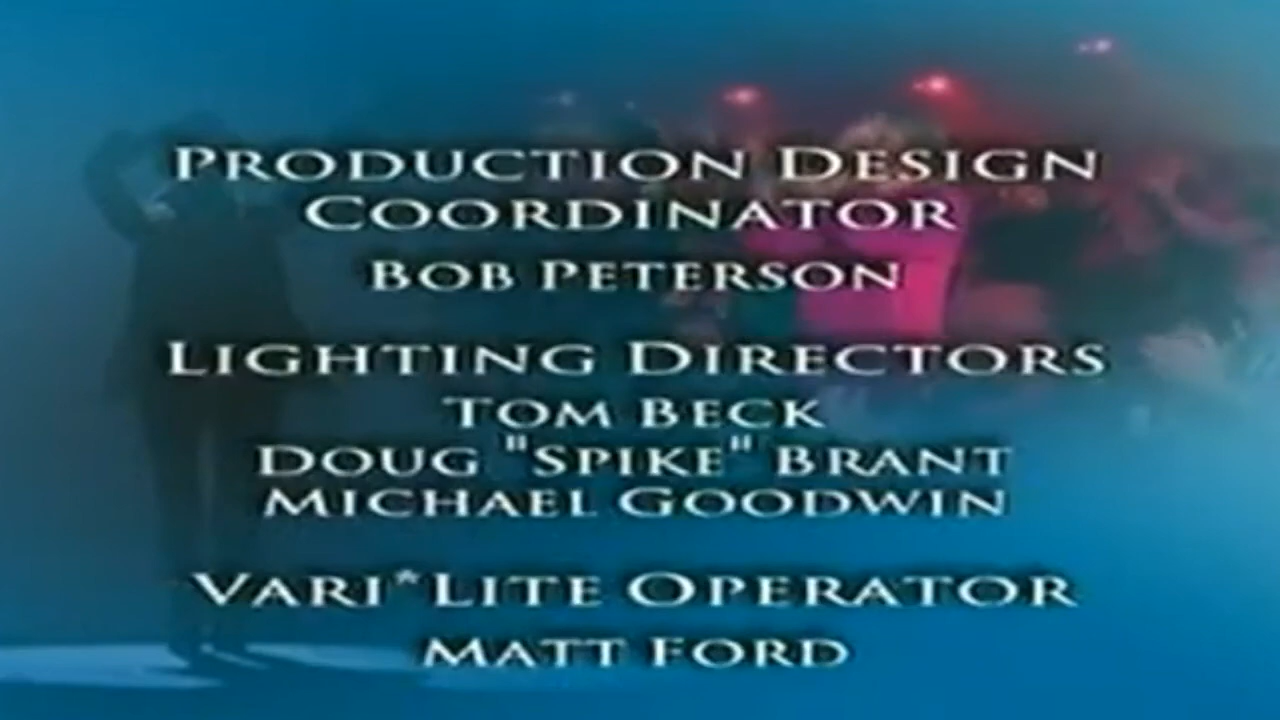 PRODUCTION DESIGN
COORDINATOR
BOB PETERSON
LIGHTING DIRECTORS
TOM BECK
DOUG "SPIKE" BRANT
MICHAEL GOODWIN
VARI*LITE OPERATOR
MATT FORD